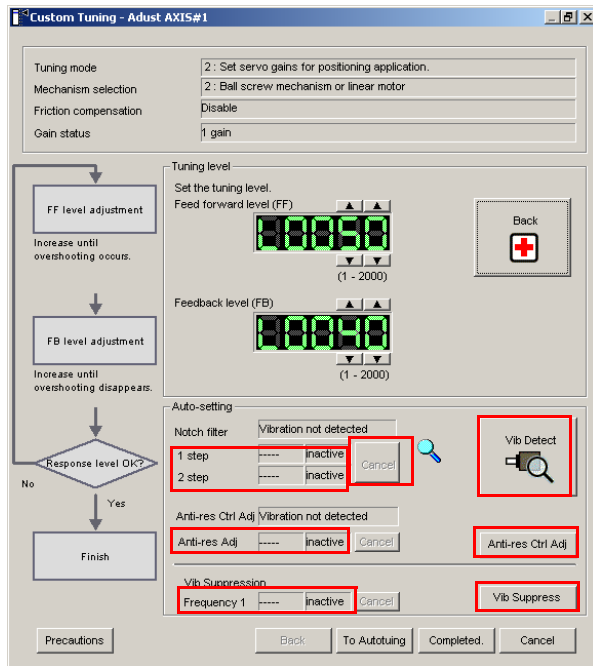 Custom Tuning - Adust AXIS#1
Tuning mode 2 : Set servo gains for positioning application.
Mechanism selection 2 : Ball screw mechanism or linear motor
Friction compensation Disable
Gain status 1 gain
FF level adjustment
Increase until
overshooting occurs.
FB level adjustment
Increase until
overshooting disappears.
Response level OK?
No
Yes
Finish
Tuning level
Set the tuning level.
Feed forward level (FF)
L0050
(1 - 2000)
Feedback level (FB)
L0040
(1 - 2000)
Back
Auto-setting
Notch filter Vibration not detected
1 step ----- inactive
2 step ----- inactive
Cancel
Vib Detect
Anti-res Ctrl Adj Vibration not detected
Anti-res Adj ----- inactive Cancel Anti-res Ctrl Adj
Vib Suppression
Frequency 1 ----- inactive Cancel Vib Suppress
Precautions Back To Autotuing Completed. Cancel